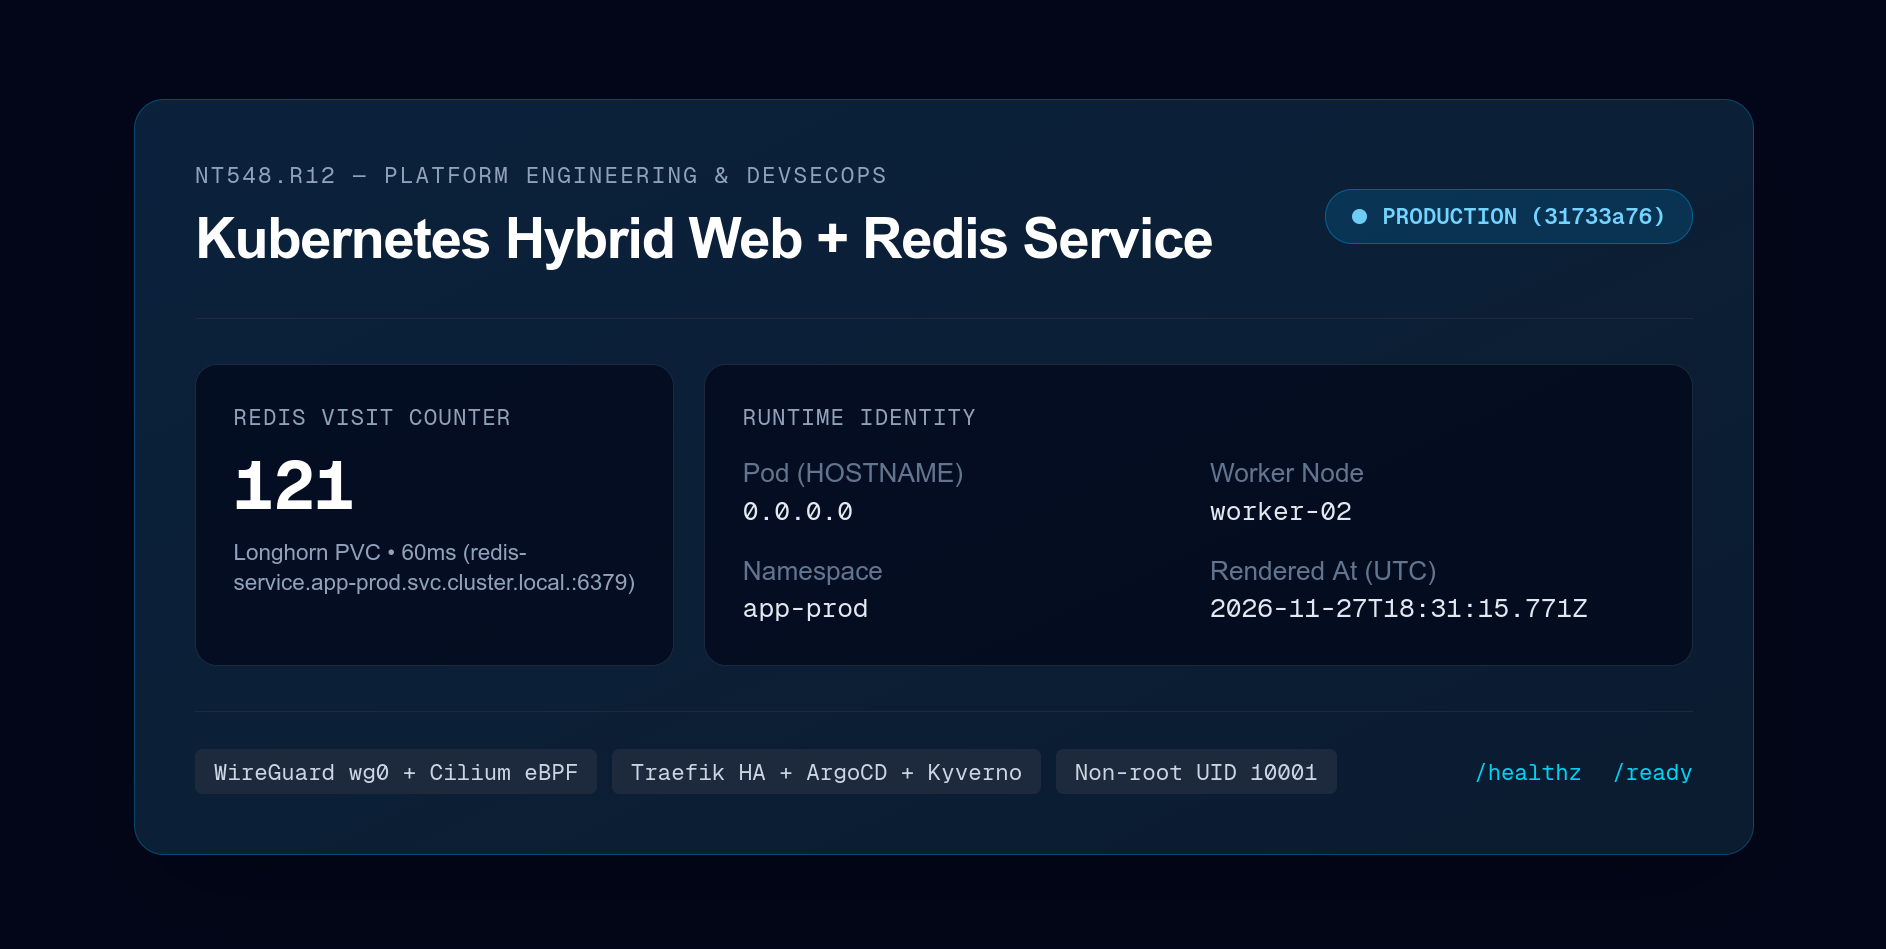 NT548.R12 — PLATFORM ENGINEERING & DEVSECOPS
Kubernetes Hybrid Web + Redis Service
PRODUCTION (31733a76)
REDIS VISIT COUNTER
121
Longhorn PVC • 60ms (redis-
service.app-prod.svc.cluster.local.:6379)
RUNTIME IDENTITY
Pod (HOSTNAME)
0.0.0.0
Worker Node
worker-02
Namespace
app-prod
Rendered At (UTC)
2026-11-27T18:31:15.771Z
WireGuard wg0 + Cilium eBPF
Traefik HA + ArgoCD + Kyverno
Non-root UID 10001
/healthz
/ready